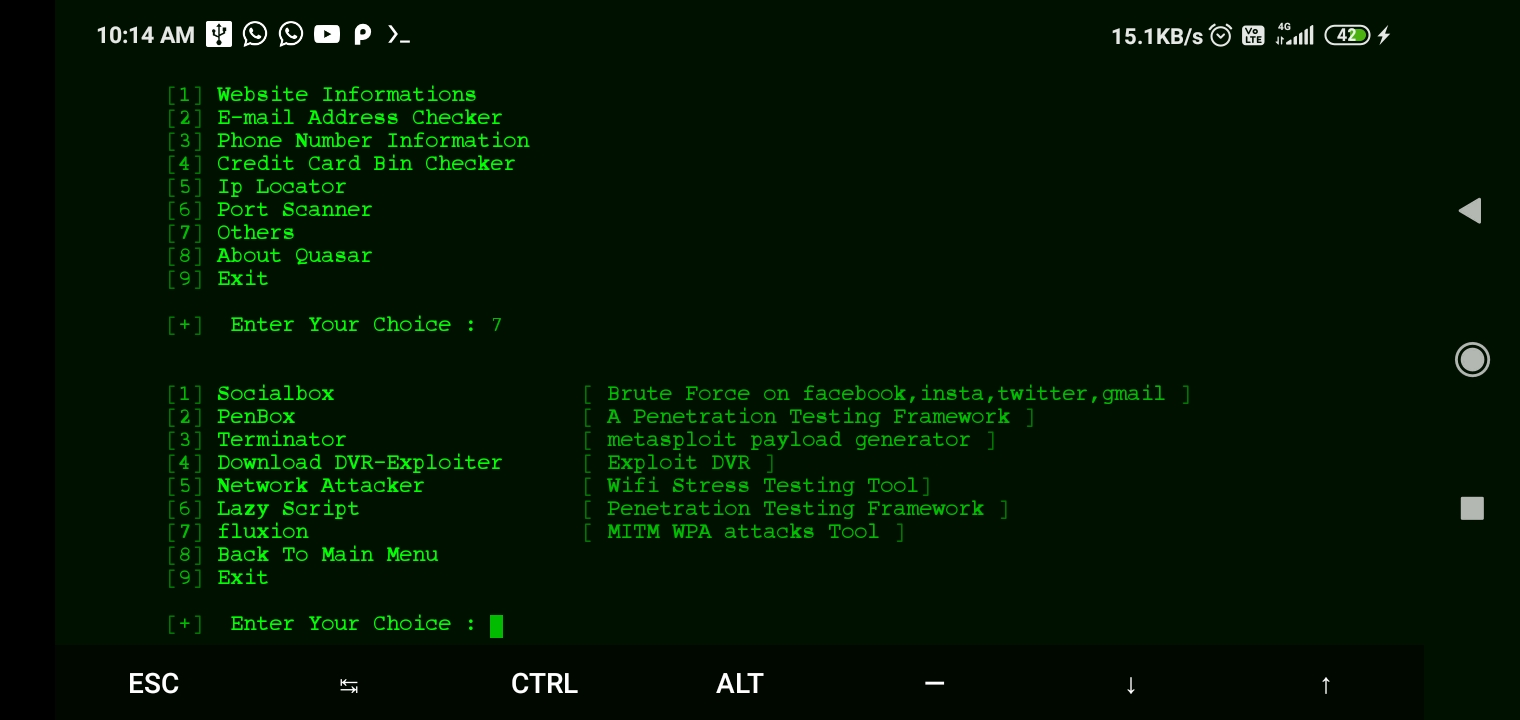 10:14 AM 15.1KB/s Vo LTE 4G 42
[1] Website Informations
[2] E-mail Address Checker
[3] Phone Number Information
[4] Credit Card Bin Checker
[5] Ip Locator
[6] Port Scanner
[7] Others
[8] About Quasar
[9] Exit
[+] Enter Your Choice : 7
[1] Socialbox [ Brute Force on facebook,insta,twitter,gmail ]
[2] PenBox [ A Penetration Testing Framework ]
[3] Terminator [ metasploit payload generator ]
[4] Download DVR-Exploiter [ Exploit DVR ]
[5] Network Attacker [ Wifi Stress Testing Tool]
[6] Lazy Script [ Penetration Testing Framework ]
[7] fluxion [ MITM WPA attacks Tool ]
[8] Back To Main Menu
[9] Exit
[+] Enter Your Choice :
ESC ↹ CTRL ALT — ↓ ↑